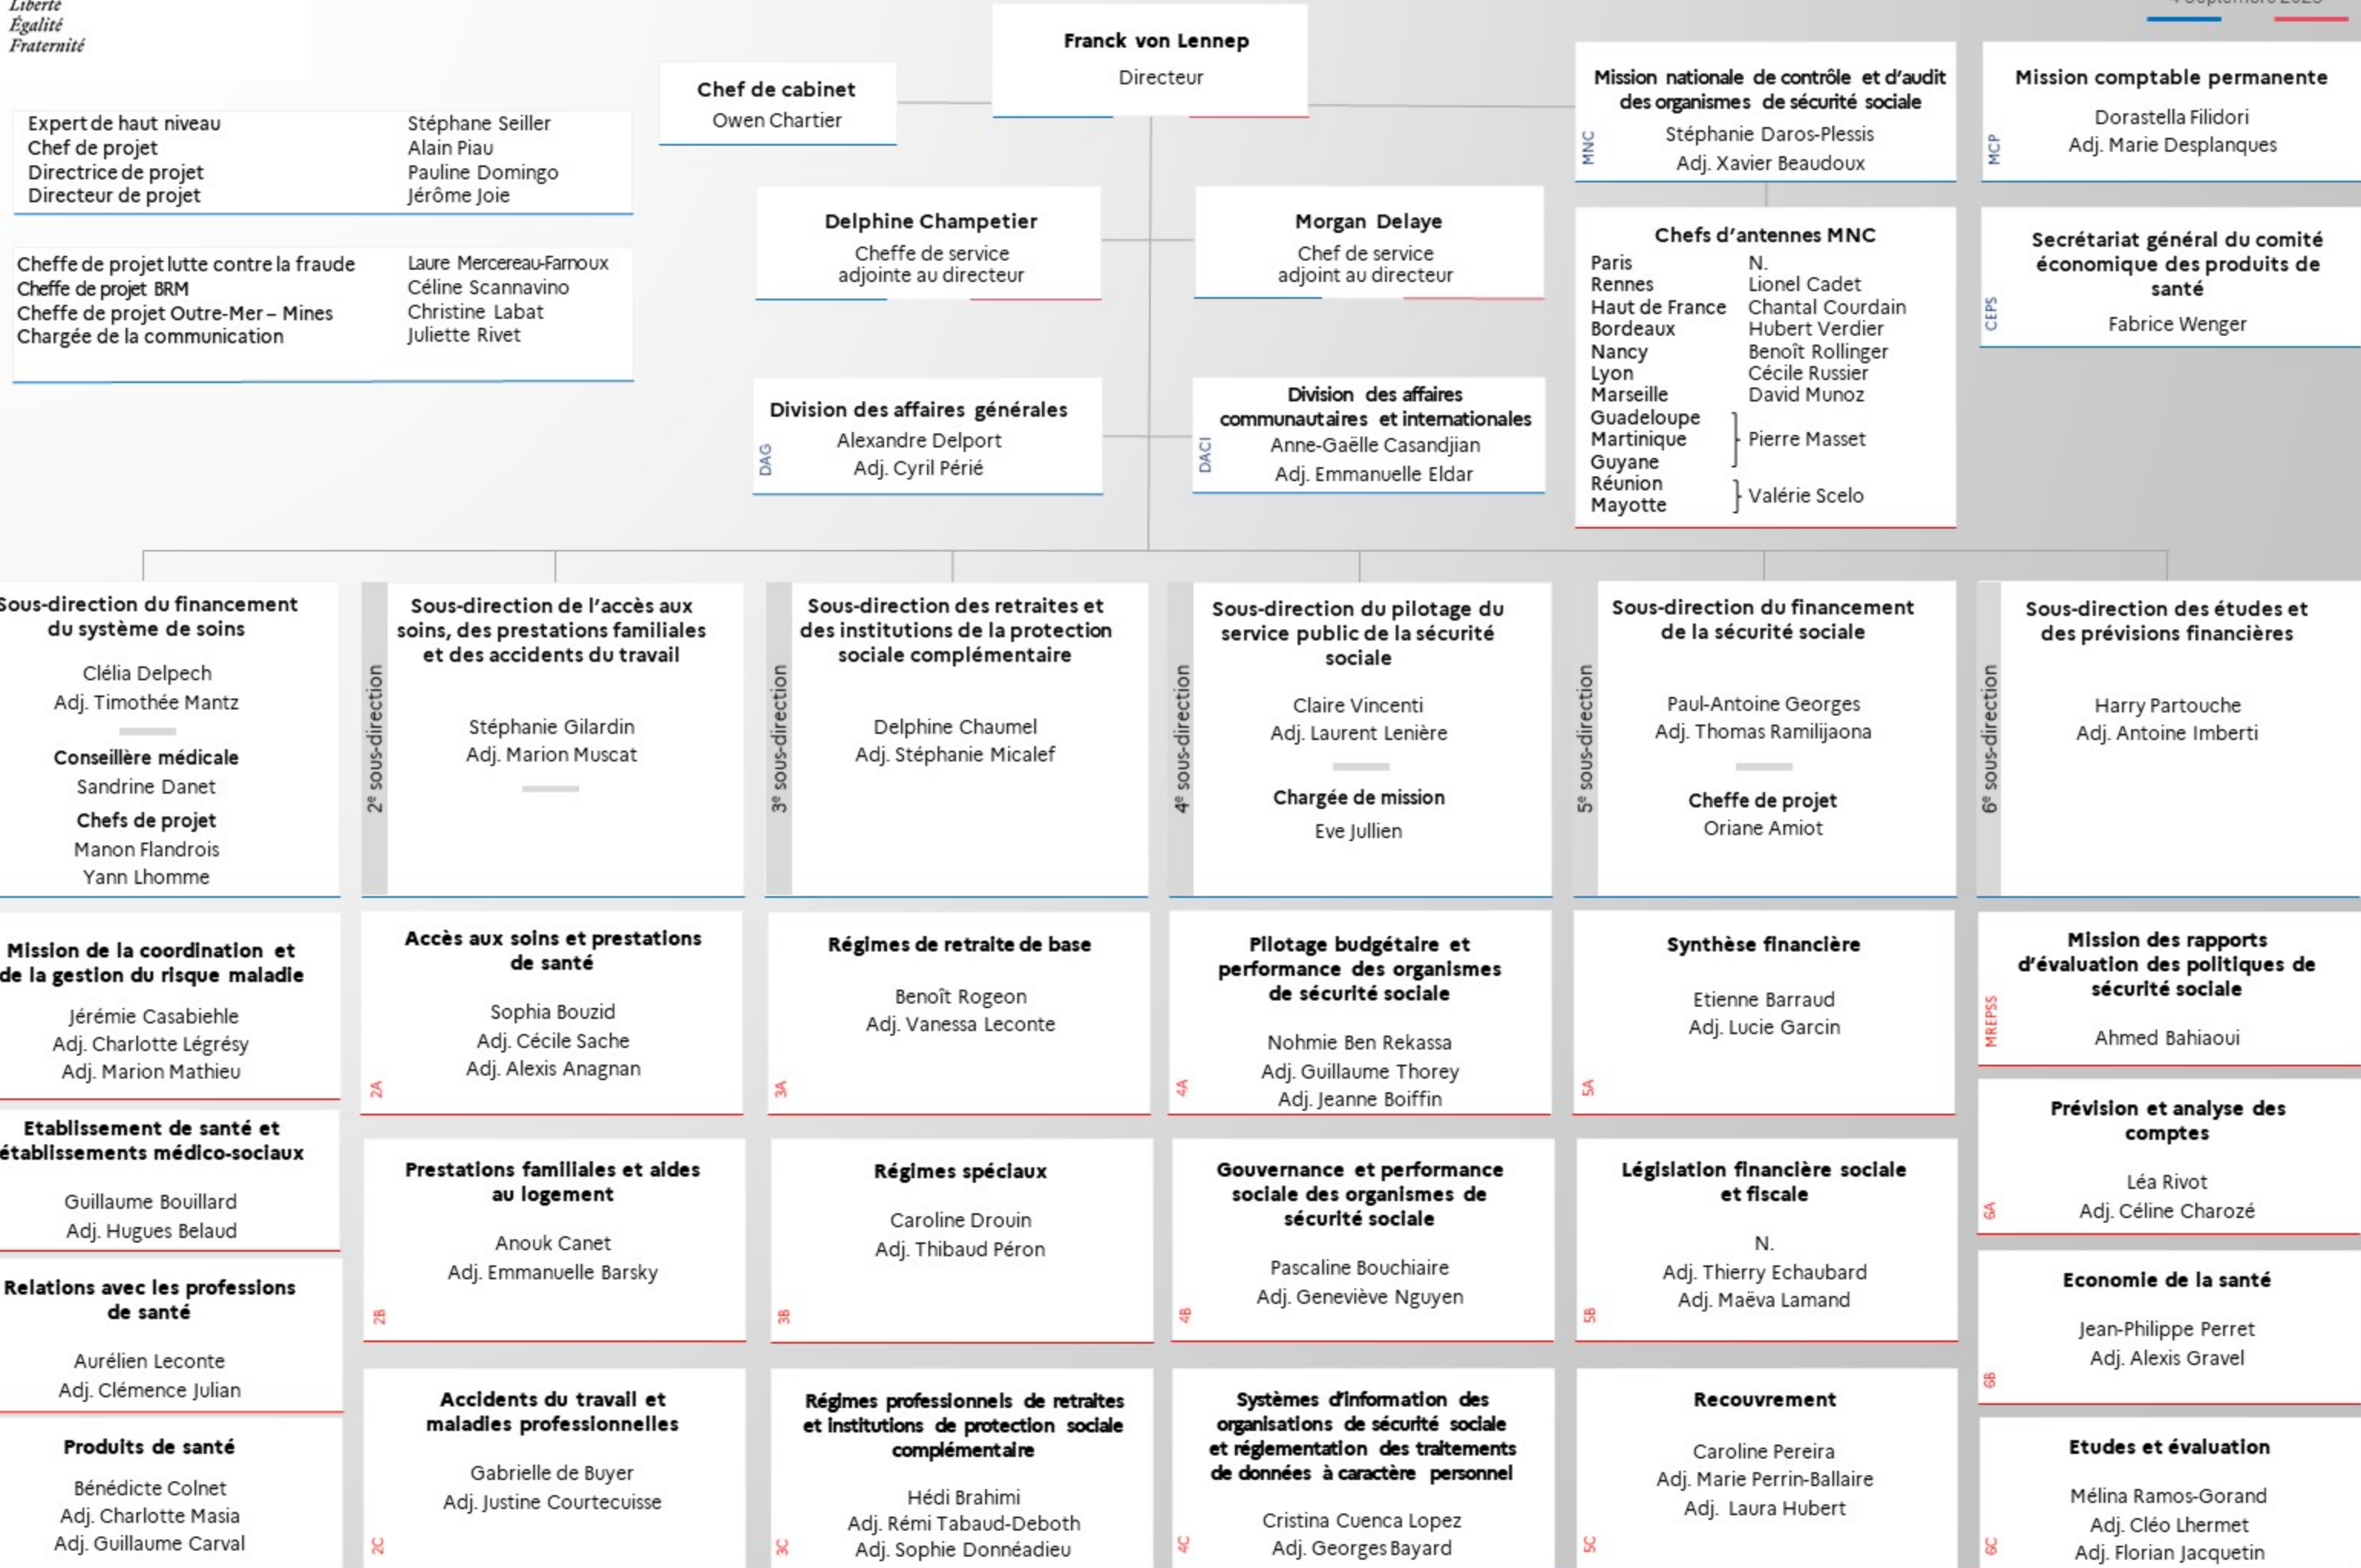 Liberté
Égalité
Fraternité
4 Septembre 2023
Franck von Lennep
Directeur
Chef de cabinet
Owen Chartier
Expert de haut niveau Stéphane Seiller
Chef de projet Alain Piau
Directrice de projet Pauline Domingo
Directeur de projet Jérôme Joie
Cheffe de projet lutte contre la fraude Laure Mercereau-Farnoux
Cheffe de projet BRM Céline Scannavino
Cheffe de projet Outre-Mer – Mines Christine Labat
Chargée de la communication Juliette Rivet
Delphine Champetier
Cheffe de service
adjointe au directeur
Morgan Delaye
Chef de service
adjoint au directeur
Division des affaires générales
Alexandre Delport
Adj. Cyril Périé
DAG
Division des affaires
communautaires et internationales
Anne-Gaëlle Casandjian
Adj. Emmanuelle Eldar
DACI
Mission nationale de contrôle et d’audit
des organismes de sécurité sociale
Stéphanie Daros-Plessis
Adj. Xavier Beaudoux
MNC
Chefs d’antennes MNC
Paris N.
Rennes Lionel Cadet
Haut de France Chantal Courdain
Bordeaux Hubert Verdier
Nancy Benoît Rollinger
Lyon Cécile Russier
Marseille David Munoz
Guadeloupe
Martinique Pierre Masset
Guyane
Réunion
Mayotte Valérie Scelo
Mission comptable permanente
Dorastella Filidori
Adj. Marie Desplanques
MCP
Secrétariat général du comité
économique des produits de
santé
Fabrice Wenger
CEPS
Sous-direction du financement
du système de soins
Clélia Delpech
Adj. Timothée Mantz
Conseillère médicale
Sandrine Danet
Chefs de projet
Manon Flandrois
Yann Lhomme
Mission de la coordination et
de la gestion du risque maladie
Jérémie Casabiehle
Adj. Charlotte Légrésy
Adj. Marion Mathieu
Etablissement de santé et
établissements médico-sociaux
Guillaume Bouillard
Adj. Hugues Belaud
Relations avec les professions
de santé
Aurélien Leconte
Adj. Clémence Julian
Produits de santé
Bénédicte Colnet
Adj. Charlotte Masia
Adj. Guillaume Carval
2e sous-direction
Sous-direction de l’accès aux
soins, des prestations familiales
et des accidents du travail
Stéphanie Gilardin
Adj. Marion Muscat
Accès aux soins et prestations
de santé
Sophia Bouzid
Adj. Cécile Sache
Adj. Alexis Anagnan
2A
Prestations familiales et aides
au logement
Anouk Canet
Adj. Emmanuelle Barsky
2B
Accidents du travail et
maladies professionnelles
Gabrielle de Buyer
Adj. Justine Courtecuisse
2C
3e sous-direction
Sous-direction des retraites et
des institutions de la protection
sociale complémentaire
Delphine Chaumel
Adj. Stéphanie Micalef
Régimes de retraite de base
Benoît Rogeon
Adj. Vanessa Leconte
3A
Régimes spéciaux
Caroline Drouin
Adj. Thibaud Péron
3B
Régimes professionnels de retraites
et institutions de protection sociale
complémentaire
Hédi Brahimi
Adj. Rémi Tabaud-Deboth
Adj. Sophie Donnéadieu
3C
4e sous-direction
Sous-direction du pilotage du
service public de la sécurité
sociale
Claire Vincenti
Adj. Laurent Lenière
Chargée de mission
Eve Jullien
Pilotage budgétaire et
performance des organismes
de sécurité sociale
Nohmie Ben Rekassa
Adj. Guillaume Thorey
Adj. Jeanne Boiffin
4A
Gouvernance et performance
sociale des organismes de
sécurité sociale
Pascaline Bouchiaire
Adj. Geneviève Nguyen
4B
Systèmes d’information des
organisations de sécurité sociale
et réglementation des traitements
de données à caractère personnel
Cristina Cuenca Lopez
Adj. Georges Bayard
4C
5e sous-direction
Sous-direction du financement
de la sécurité sociale
Paul-Antoine Georges
Adj. Thomas Ramilijaona
Cheffe de projet
Oriane Amiot
Synthèse financière
Etienne Barraud
Adj. Lucie Garcin
5A
Législation financière sociale
et fiscale
N.
Adj. Thierry Echaubard
Adj. Maëva Lamand
5B
Recouvrement
Caroline Pereira
Adj. Marie Perrin-Ballaire
Adj. Laura Hubert
5C
6e sous-direction
Sous-direction des études et
des prévisions financières
Harry Partouche
Adj. Antoine Imberti
Mission des rapports
d’évaluation des politiques de
sécurité sociale
Ahmed Bahiaoui
MREPSS
Prévision et analyse des
comptes
Léa Rivot
Adj. Céline Charozé
6A
Economie de la santé
Jean-Philippe Perret
Adj. Alexis Gravel
6B
Etudes et évaluation
Mélina Ramos-Gorand
Adj. Cléo Lhermet
Adj. Florian Jacquetin
6C